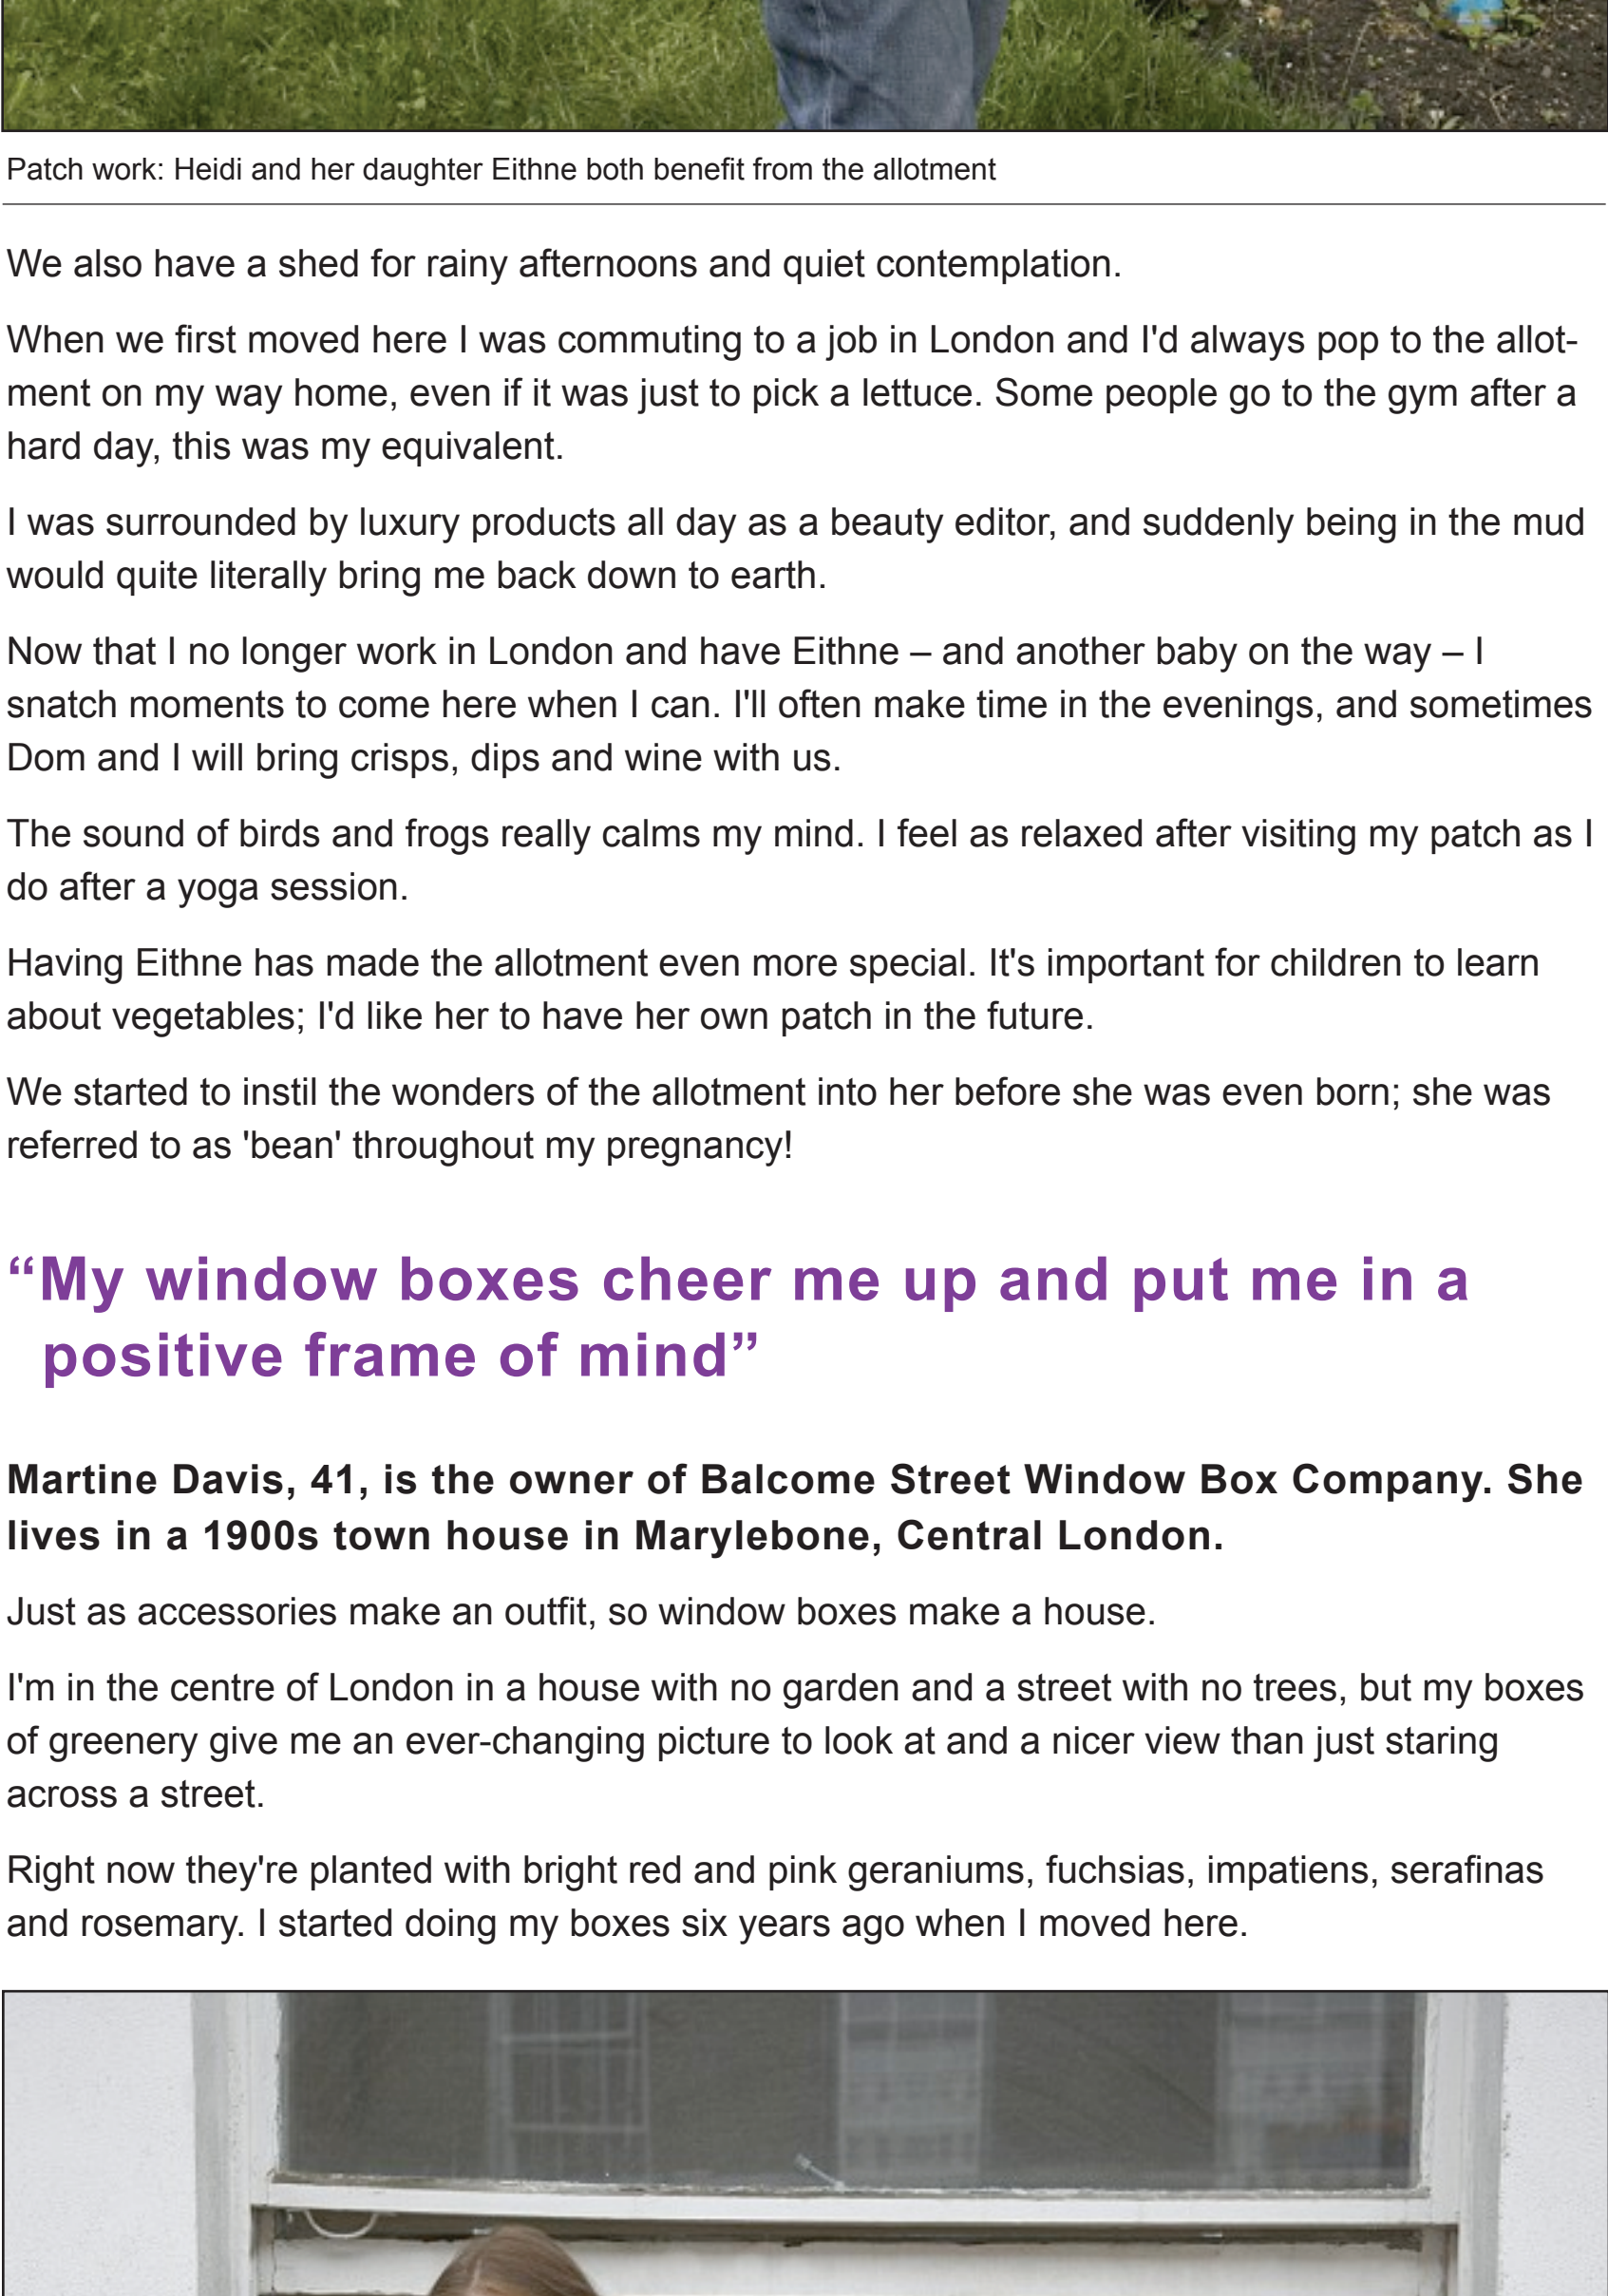 Patch work: Heidi and her daughter Eithne both benefit from the allotment
We also have a shed for rainy afternoons and quiet contemplation.
When we first moved here I was commuting to a job in London and I'd always pop to the allot-
ment on my way home, even if it was just to pick a lettuce. Some people go to the gym after a
hard day, this was my equivalent.
I was surrounded by luxury products all day as a beauty editor, and suddenly being in the mud
would quite literally bring me back down to earth.
Now that I no longer work in London and have Eithne – and another baby on the way – I
snatch moments to come here when I can. I'll often make time in the evenings, and sometimes
Dom and I will bring crisps, dips and wine with us.
The sound of birds and frogs really calms my mind. I feel as relaxed after visiting my patch as I
do after a yoga session.
Having Eithne has made the allotment even more special. It's important for children to learn
about vegetables; I'd like her to have her own patch in the future.
We started to instil the wonders of the allotment into her before she was even born; she was
referred to as 'bean' throughout my pregnancy!
“My window boxes cheer me up and put me in a
positive frame of mind”
Martine Davis, 41, is the owner of Balcome Street Window Box Company. She
lives in a 1900s town house in Marylebone, Central London.
Just as accessories make an outfit, so window boxes make a house.
I'm in the centre of London in a house with no garden and a street with no trees, but my boxes
of greenery give me an ever-changing picture to look at and a nicer view than just staring
across a street.
Right now they're planted with bright red and pink geraniums, fuchsias, impatiens, serafinas
and rosemary. I started doing my boxes six years ago when I moved here.